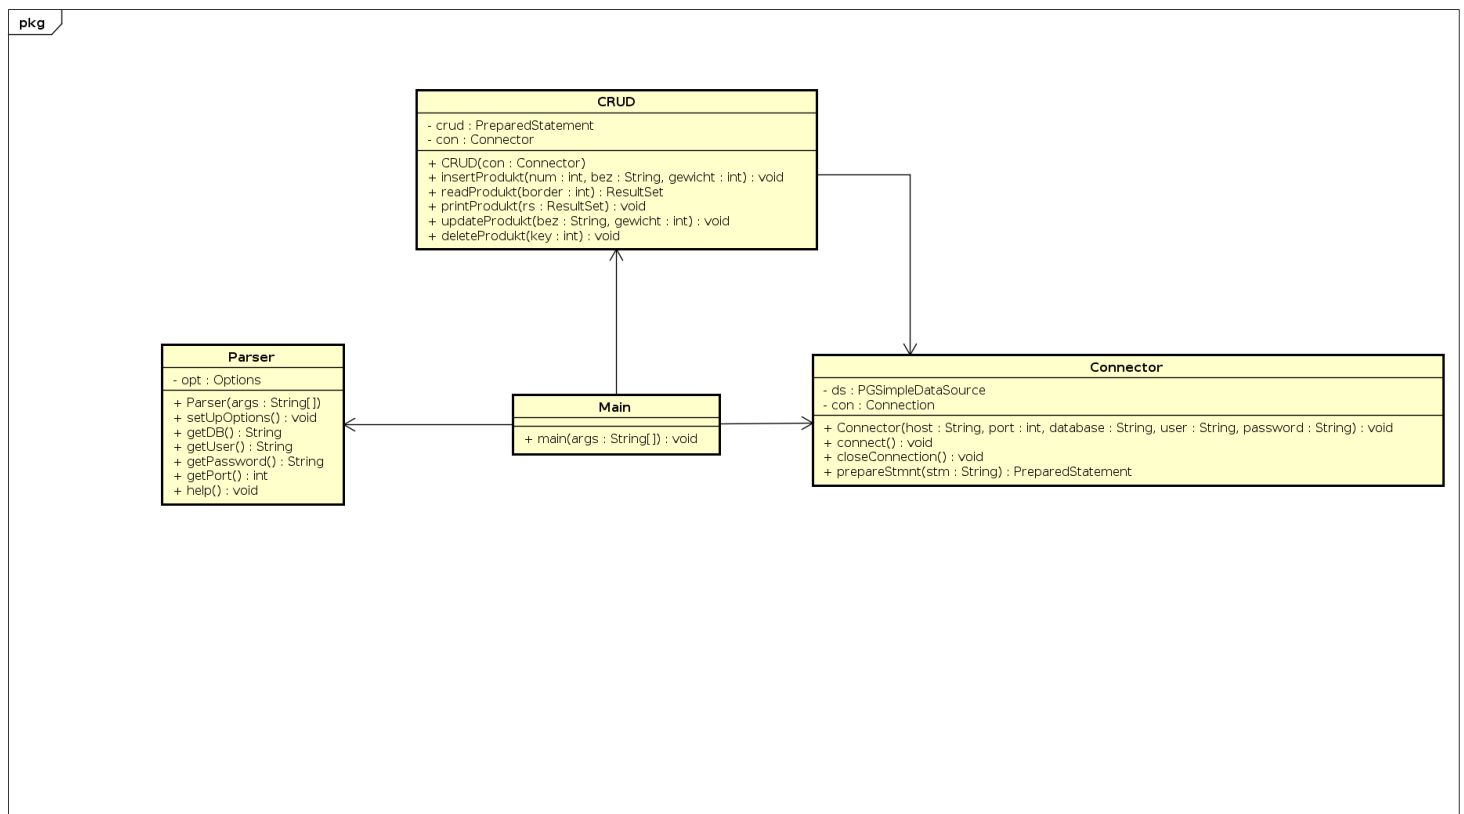 pkg
CRUD
- crud : PreparedStatement
- con : Connector
+ CRUD(con : Connector)
+ insertProdukt(num : int, bez : String, gewicht : int) : void
+ readProdukt(border : int) : ResultSet
+ printProdukt(rs : ResultSet) : void
+ updateProdukt(bez : String, gewicht : int) : void
+ deleteProdukt(key : int) : void
Parser
- opt : Options
+ Parser(args : String[])
+ setUpOptions() : void
+ getDB() : String
+ getUser() : String
+ getPassword() : String
+ getPort() : int
+ help() : void
Main
+ main(args : String[]) : void
Connector
- ds : PGSimpleDataSource
- con : Connection
+ Connector(host : String, port : int, database : String, user : String, password : String) : void
+ connect() : void
+ closeConnection() : void
+ prepareStmnt(stm : String) : PreparedStatement